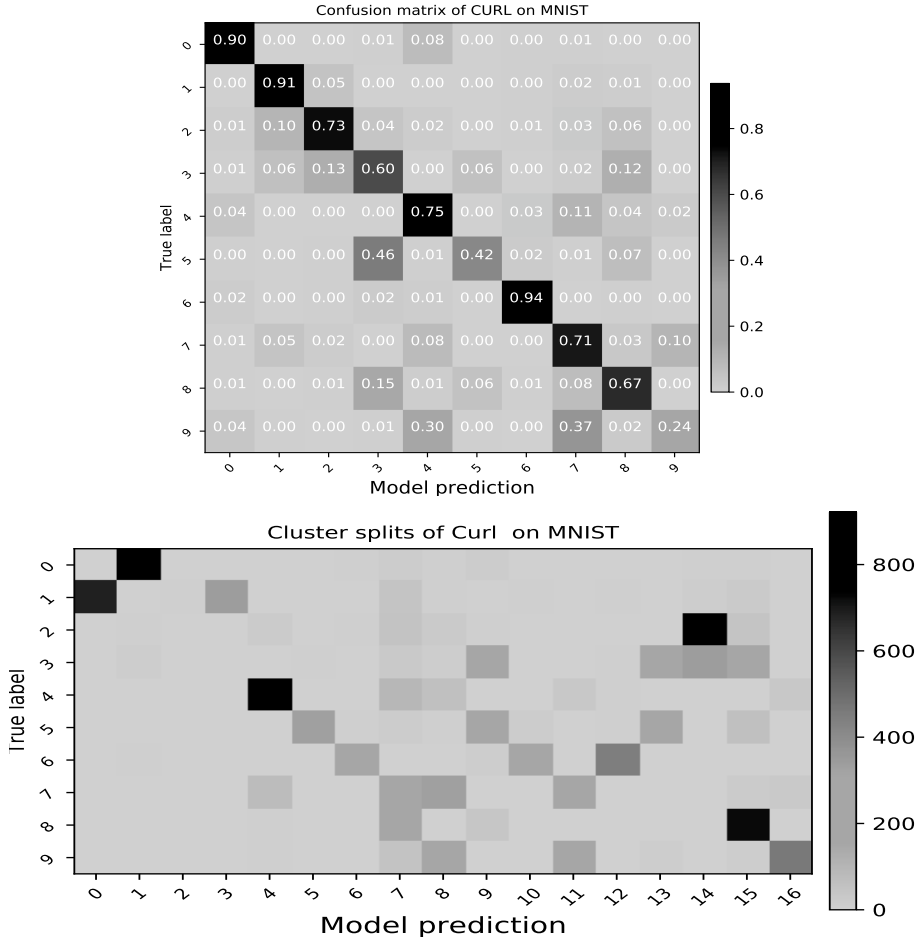 Confusion matrix of CURL on MNIST
0 0.90 0.00 0.00 0.01 0.08 0.00 0.00 0.01 0.00 0.00
1 0.00 0.91 0.05 0.00 0.00 0.00 0.00 0.02 0.01 0.00
2 0.01 0.10 0.73 0.04 0.02 0.00 0.01 0.03 0.06 0.00
3 0.01 0.06 0.13 0.60 0.00 0.06 0.00 0.02 0.12 0.00
4 0.04 0.00 0.00 0.00 0.75 0.00 0.03 0.11 0.04 0.02
5 0.00 0.00 0.00 0.46 0.01 0.42 0.02 0.01 0.07 0.00
6 0.02 0.00 0.00 0.02 0.01 0.00 0.94 0.00 0.00 0.00
7 0.01 0.05 0.02 0.00 0.08 0.00 0.00 0.71 0.03 0.10
8 0.01 0.00 0.00 0.15 0.01 0.06 0.01 0.08 0.67 0.00
9 0.04 0.00 0.00 0.01 0.30 0.00 0.00 0.37 0.02 0.24
0 1 2 3 4 5 6 7 8 9
True label
Model prediction
0.8
0.6
0.4
0.2
0.0
Cluster splits of Curl on MNIST
0
1
2
3
4
5
6
7
8
9
True label
0 1 2 3 4 5 6 7 8 9 10 11 12 13 14 15 16
Model prediction
800
600
400
200
0